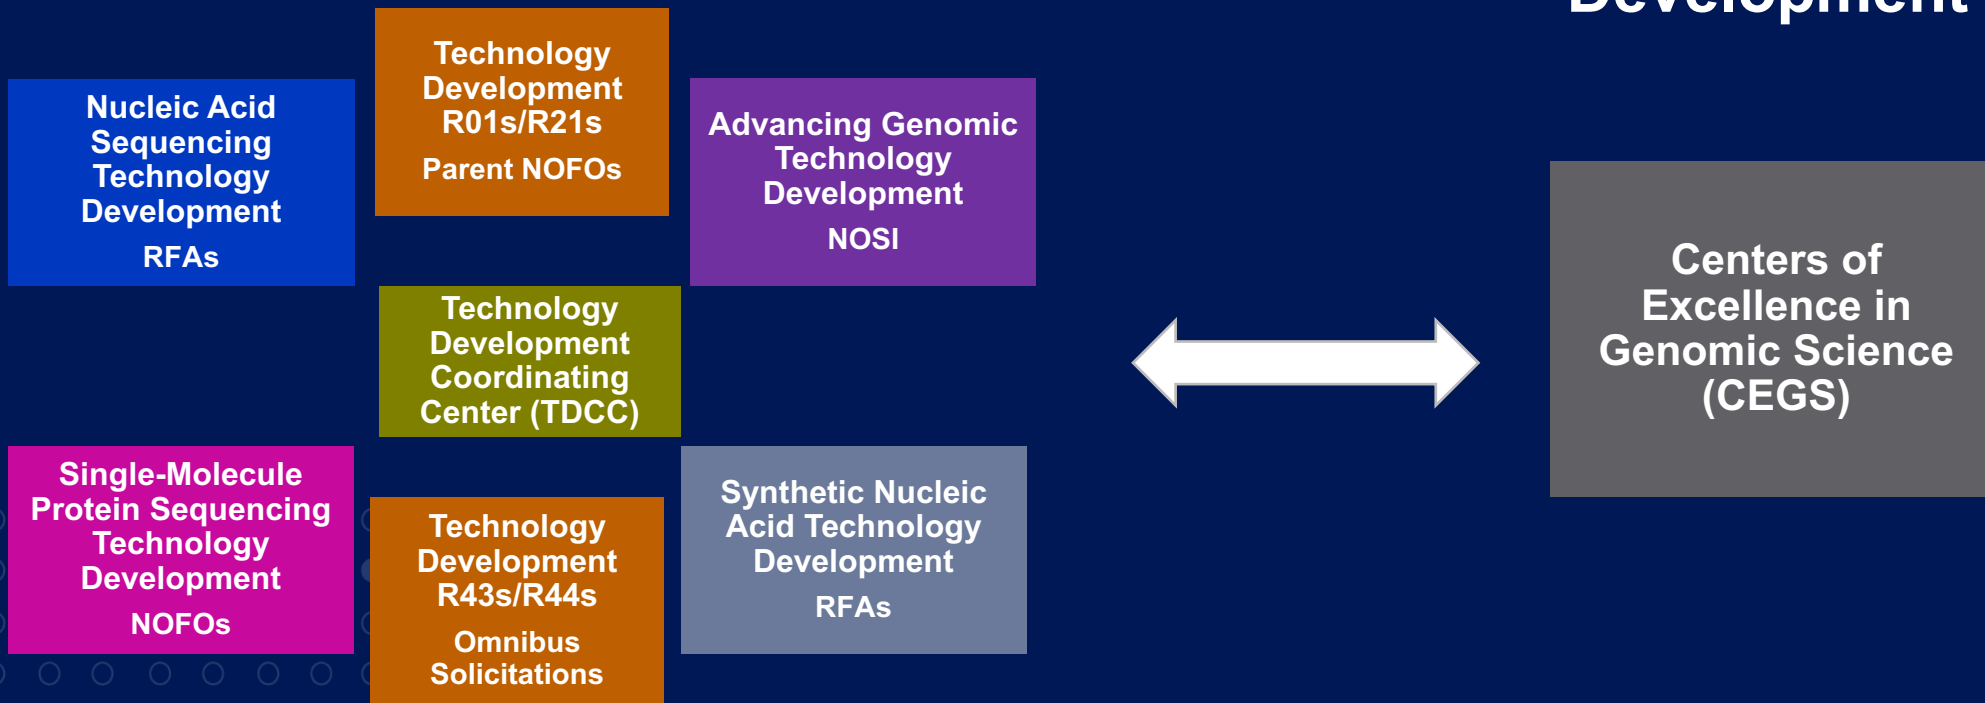 Development
Nucleic Acid
Sequencing
Technology
Development
RFAs
Technology
Development
R01s/R21s
Parent NOFOs
Advancing Genomic
Technology
Development
NOSI
Technology
Development
Coordinating
Center (TDCC)
Single-Molecule
Protein Sequencing
Technology
Development
NOFOs
Technology
Development
R43s/R44s
Omnibus
Solicitations
Synthetic Nucleic
Acid Technology
Development
RFAs
Centers of
Excellence in
Genomic Science
(CEGS)